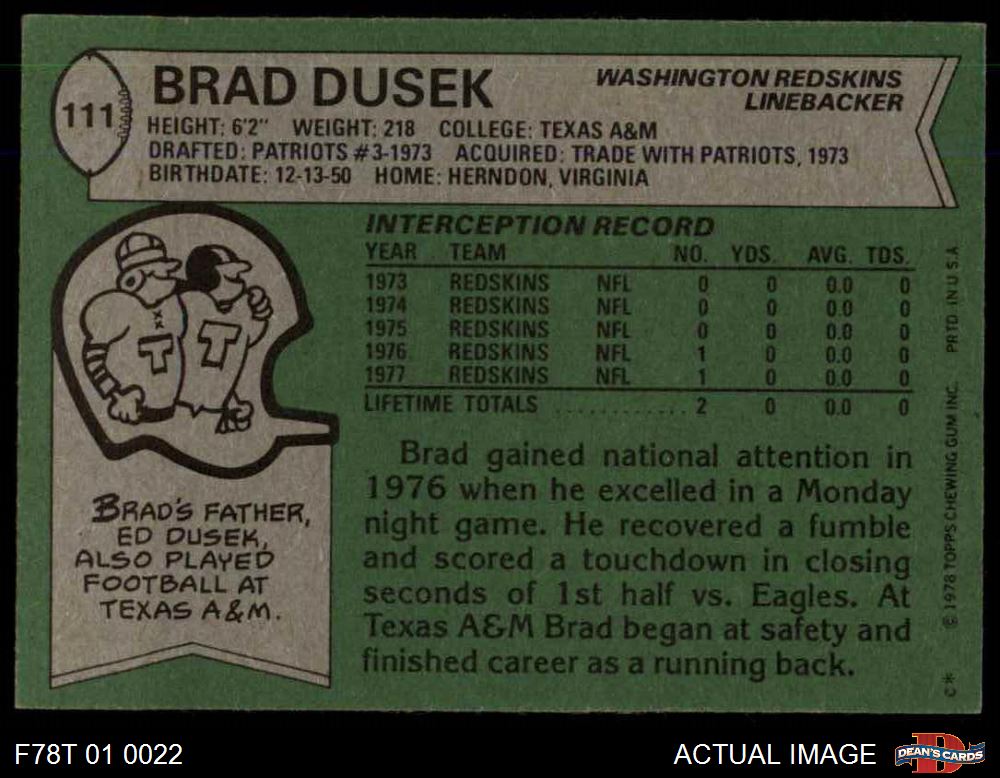 111
BRAD DUSEK
WASHINGTON REDSKINS
LINEBACKER
HEIGHT: 6'2" WEIGHT: 218 COLLEGE: TEXAS A&M
DRAFTED: PATRIOTS #3-1973 ACQUIRED: TRADE WITH PATRIOTS, 1973
BIRTHDATE: 12-13-50 HOME: HERNDON, VIRGINIA
INTERCEPTION RECORD
YEAR TEAM NO. YDS. AVG. TDS.
1973 REDSKINS NFL 0 0 0.0 0
1974 REDSKINS NFL 0 0 0.0 0
1975 REDSKINS NFL 0 0 0.0 0
1976 REDSKINS NFL 1 0 0.0 0
1977 REDSKINS NFL 1 0 0.0 0
LIFETIME TOTALS ............ 2 0 0.0 0
T T
BRAD'S FATHER,
ED DUSEK,
ALSO PLAYED
FOOTBALL AT
TEXAS A&M.
Brad gained national attention in
1976 when he excelled in a Monday
night game. He recovered a fumble
and scored a touchdown in closing
seconds of 1st half vs. Eagles. At
Texas A&M Brad began at safety and
finished career as a running back.
C* © 1978 TOPPS CHEWING GUM INC. PRTD. IN U.S.A.
F78T 01 0022
ACTUAL IMAGE
DEAN'S CARDS